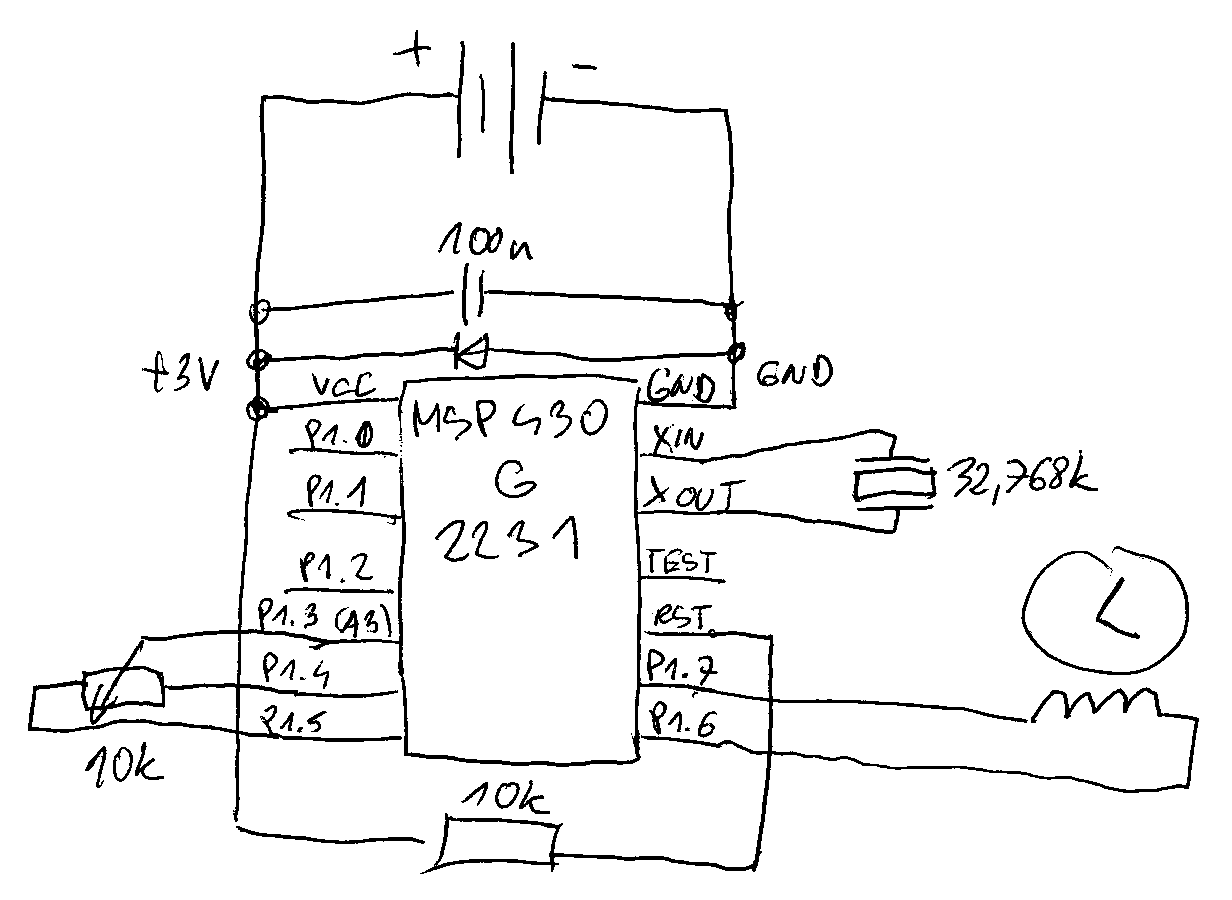 + -
100n
+3V
GND
VCC
GND
MSP430
G
2231
P1.0
XIN
P1.1
XOUT
32,768k
P1.2
TEST
P1.3 (A3)
RST
P1.4
P1.7
P1.5
P1.6
10k
10k